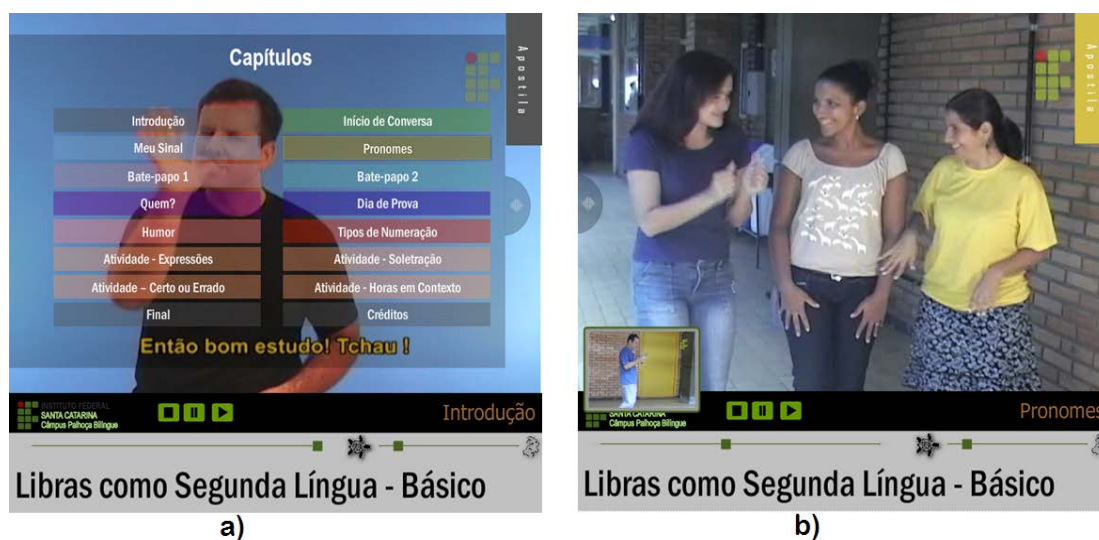 Capítulos
Apostila
Introdução
Início de Conversa
Meu Sinal
Pronomes
Bate-papo 1
Bate-papo 2
Quem?
Dia de Prova
Humor
Tipos de Numeração
Atividade - Expressões
Atividade - Soletração
Atividade – Certo ou Errado
Atividade - Horas em Contexto
Final
Créditos
Então bom estudo! Tchau !
INSTITUTO FEDERAL
SANTA CATARINA
Câmpus Palhoça Bilíngue
Introdução
Libras como Segunda Língua - Básico
a)
Apostila
SANTA CATARINA
Câmpus Palhoça Bilíngue
Pronomes
Libras como Segunda Língua - Básico
b)